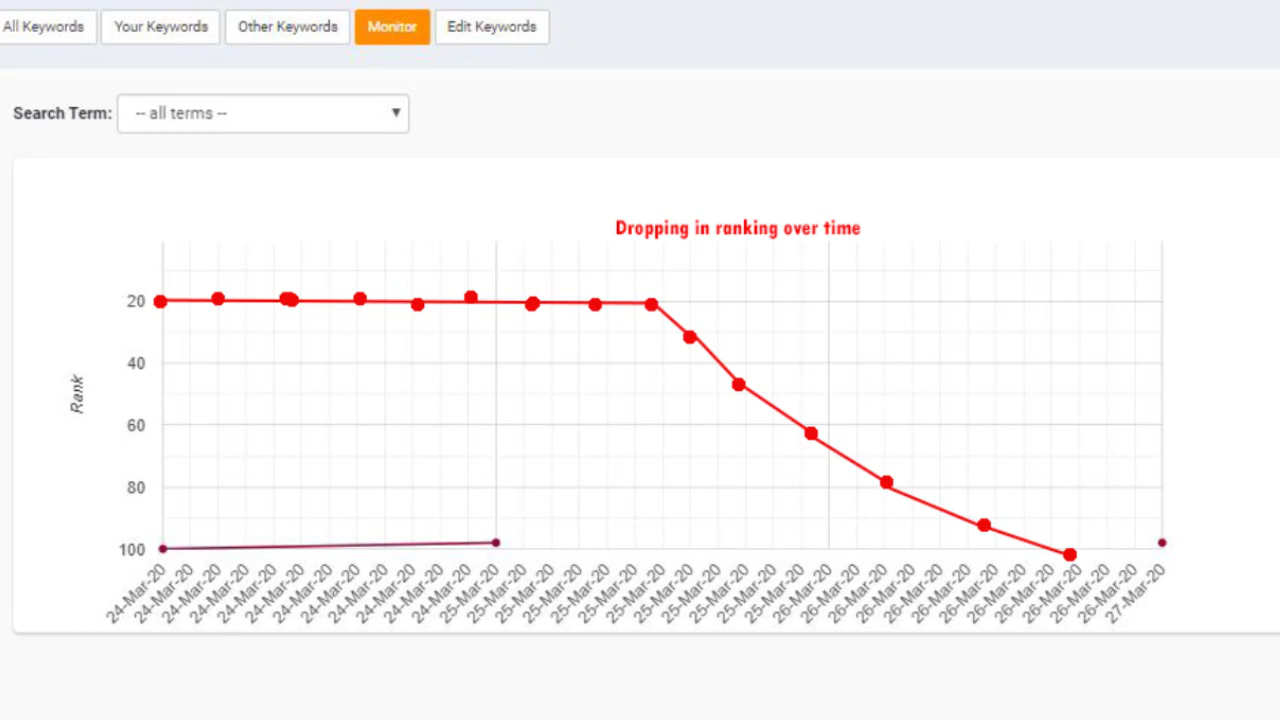 All Keywords
Your Keywords
Other Keywords
Monitor
Edit Keywords
Search Term:
-- all terms --
Dropping in ranking over time
Rank
20
40
60
80
100
24-Mar-20
24-Mar-20
24-Mar-20
24-Mar-20
24-Mar-20
24-Mar-20
24-Mar-20
24-Mar-20
24-Mar-20
24-Mar-20
24-Mar-20
24-Mar-20
25-Mar-20
25-Mar-20
25-Mar-20
25-Mar-20
25-Mar-20
25-Mar-20
25-Mar-20
25-Mar-20
25-Mar-20
25-Mar-20
25-Mar-20
25-Mar-20
26-Mar-20
26-Mar-20
26-Mar-20
26-Mar-20
26-Mar-20
26-Mar-20
26-Mar-20
26-Mar-20
26-Mar-20
26-Mar-20
26-Mar-20
26-Mar-20
27-Mar-20